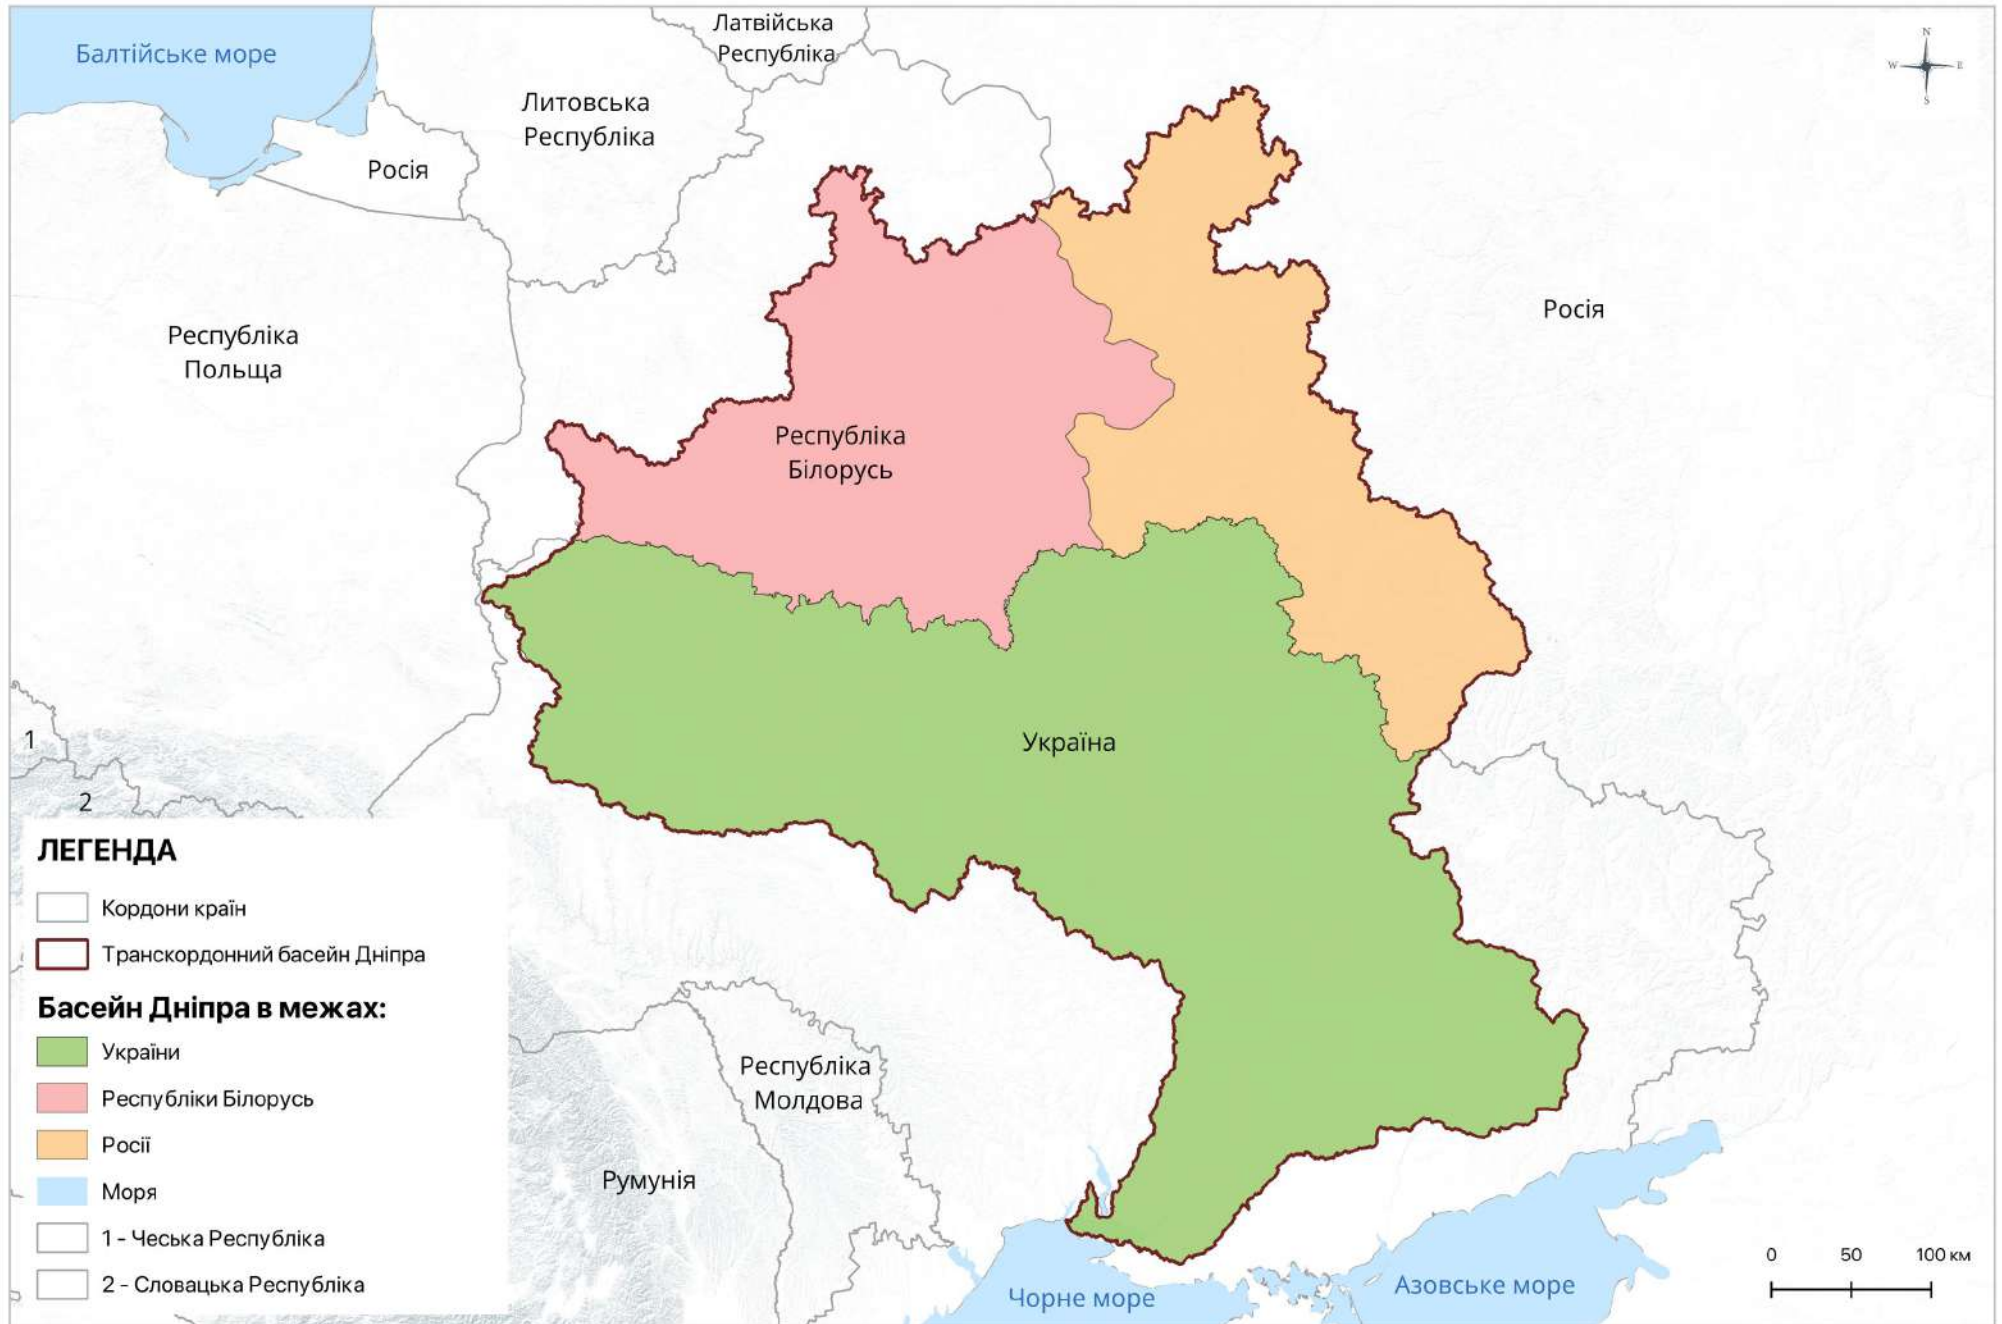 Балтійське море
Латвійська
Республіка
N
W
E
S
Литовська
Республіка
Росія
Росія
Республіка
Польща
Республіка
Білорусь
Україна
1
2
ЛЕГЕНДА
Кордони країн
Транскордонний басейн Дніпра
Басейн Дніпра в межах:
України
Республіки Білорусь
Росії
Моря
1 - Чеська Республіка
2 - Словацька Республіка
Республіка
Молдова
Румунія
Чорне море
Азовське море
0 50 100 км